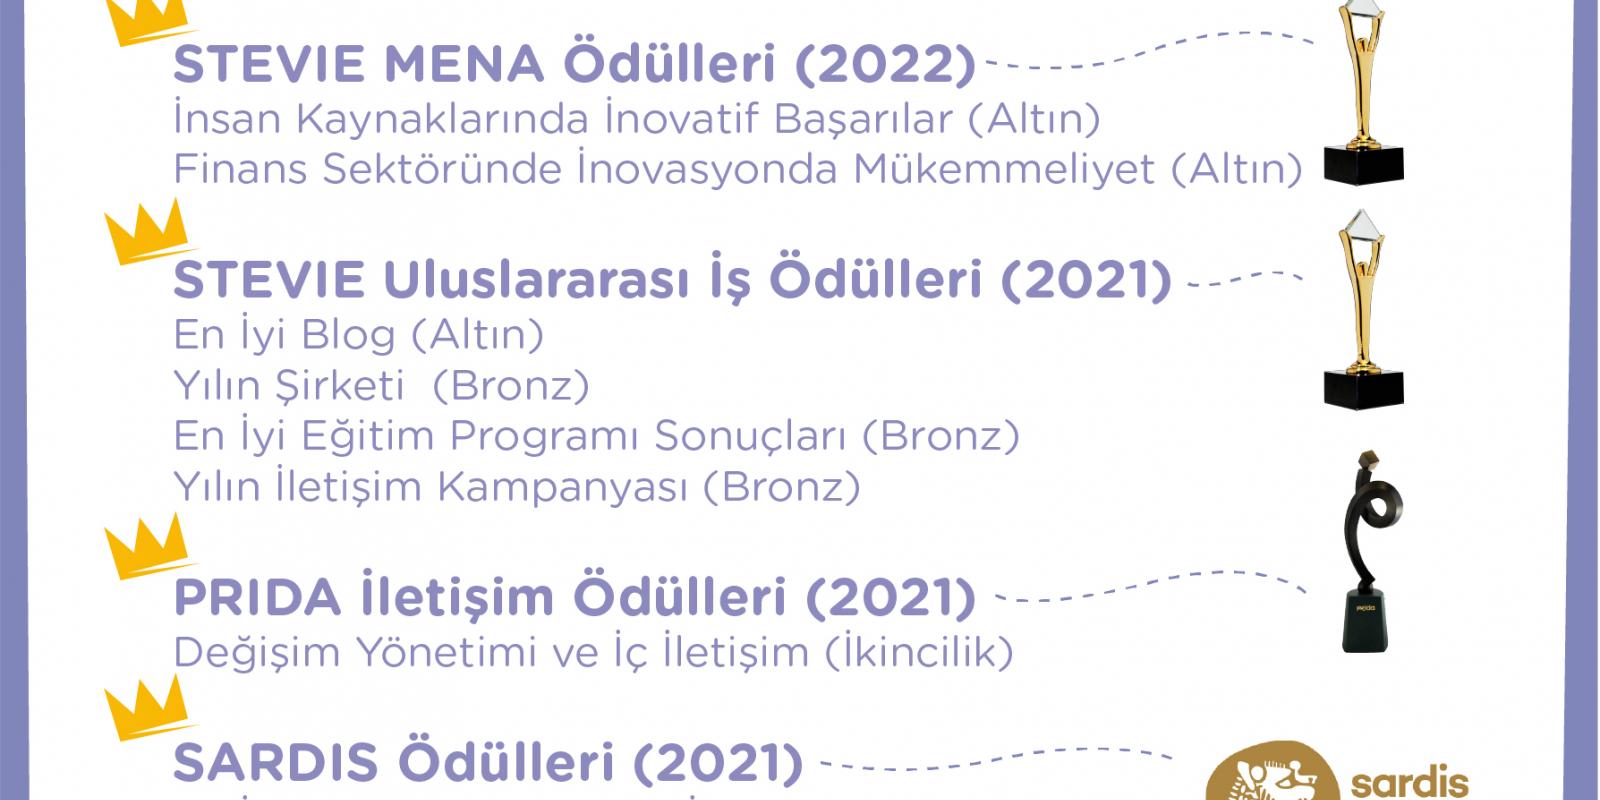 STEVIE MENA Ödülleri (2022)
İnsan Kaynaklarında İnovatif Başarılar (Altın)
Finans Sektöründe İnovasyonda Mükemmeliyet (Altın)
STEVIE Uluslarararası İş Ödülleri (2021)
En İyi Blog (Altın)
Yılın Şirketi (Bronz)
En İyi Eğitim Programı Sonuçları (Bronz)
Yılın İletişim Kampanyası (Bronz)
PRIDA İletişim Ödülleri (2021)
Değişim Yönetimi ve İç İletişim (İkincilik)
SARDIS Ödülleri (2021)
sardis